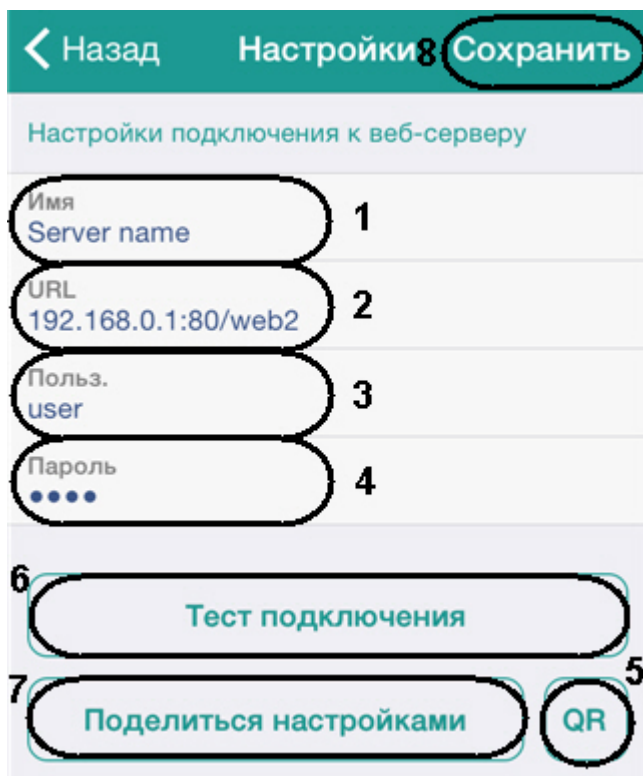 Назад Настройки 8 Сохранить
Настройки подключения к веб-серверу
Имя
Server name 1
URL
192.168.0.1:80/web2 2
Польз.
user 3
Пароль
•••• 4
6
Тест подключения
7 5
Поделиться настройками QR